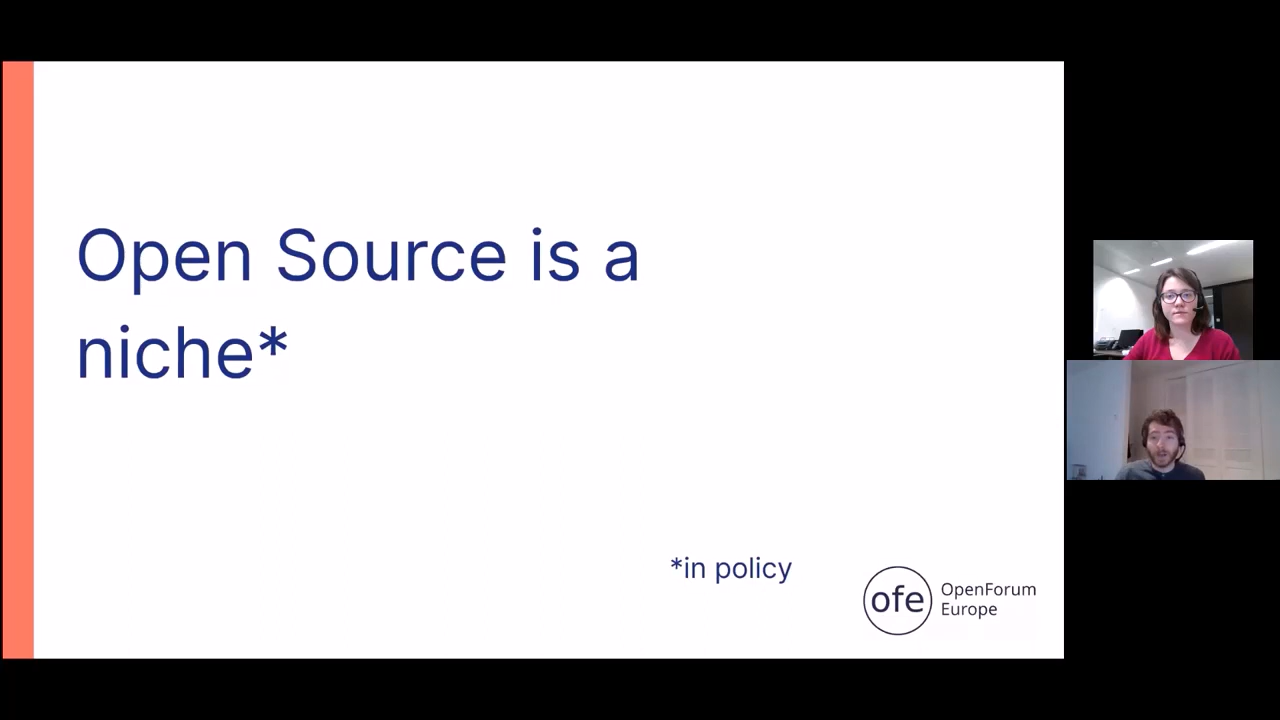 Open Source is a
niche*
*in policy
ofe
OpenForum
Europe